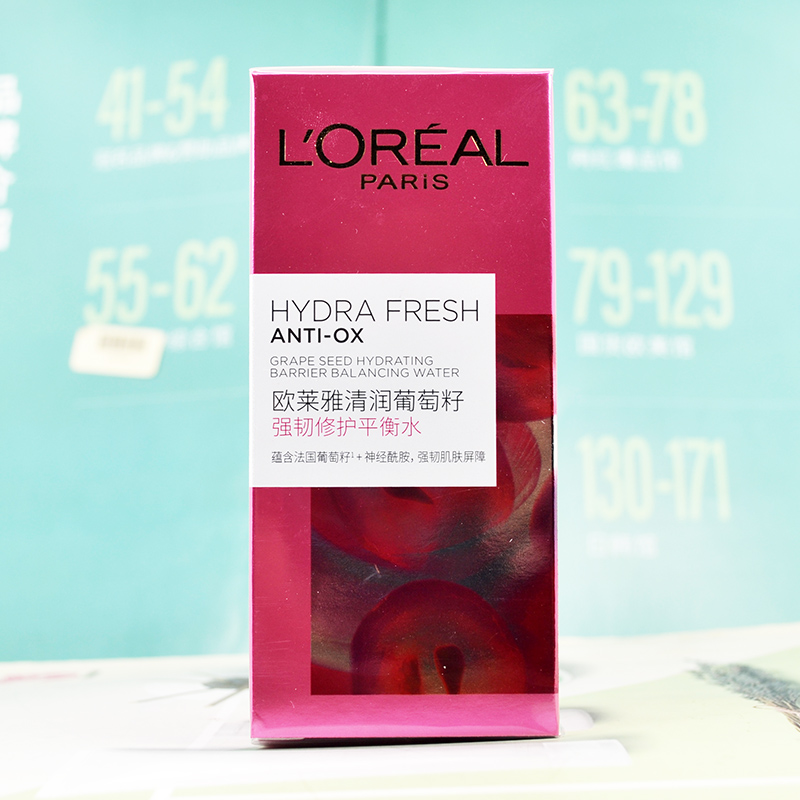 41-54
63-78
55-62
79-129
130-171
L'ORÉAL
PARiS
HYDRA FRESH
ANTI-OX
GRAPE SEED HYDRATING
BARRIER BALANCING WATER
欧莱雅清润葡萄籽
强韧修护平衡水
蕴含法国葡萄籽¹ + 神经酰胺, 强韧肌肤屏障